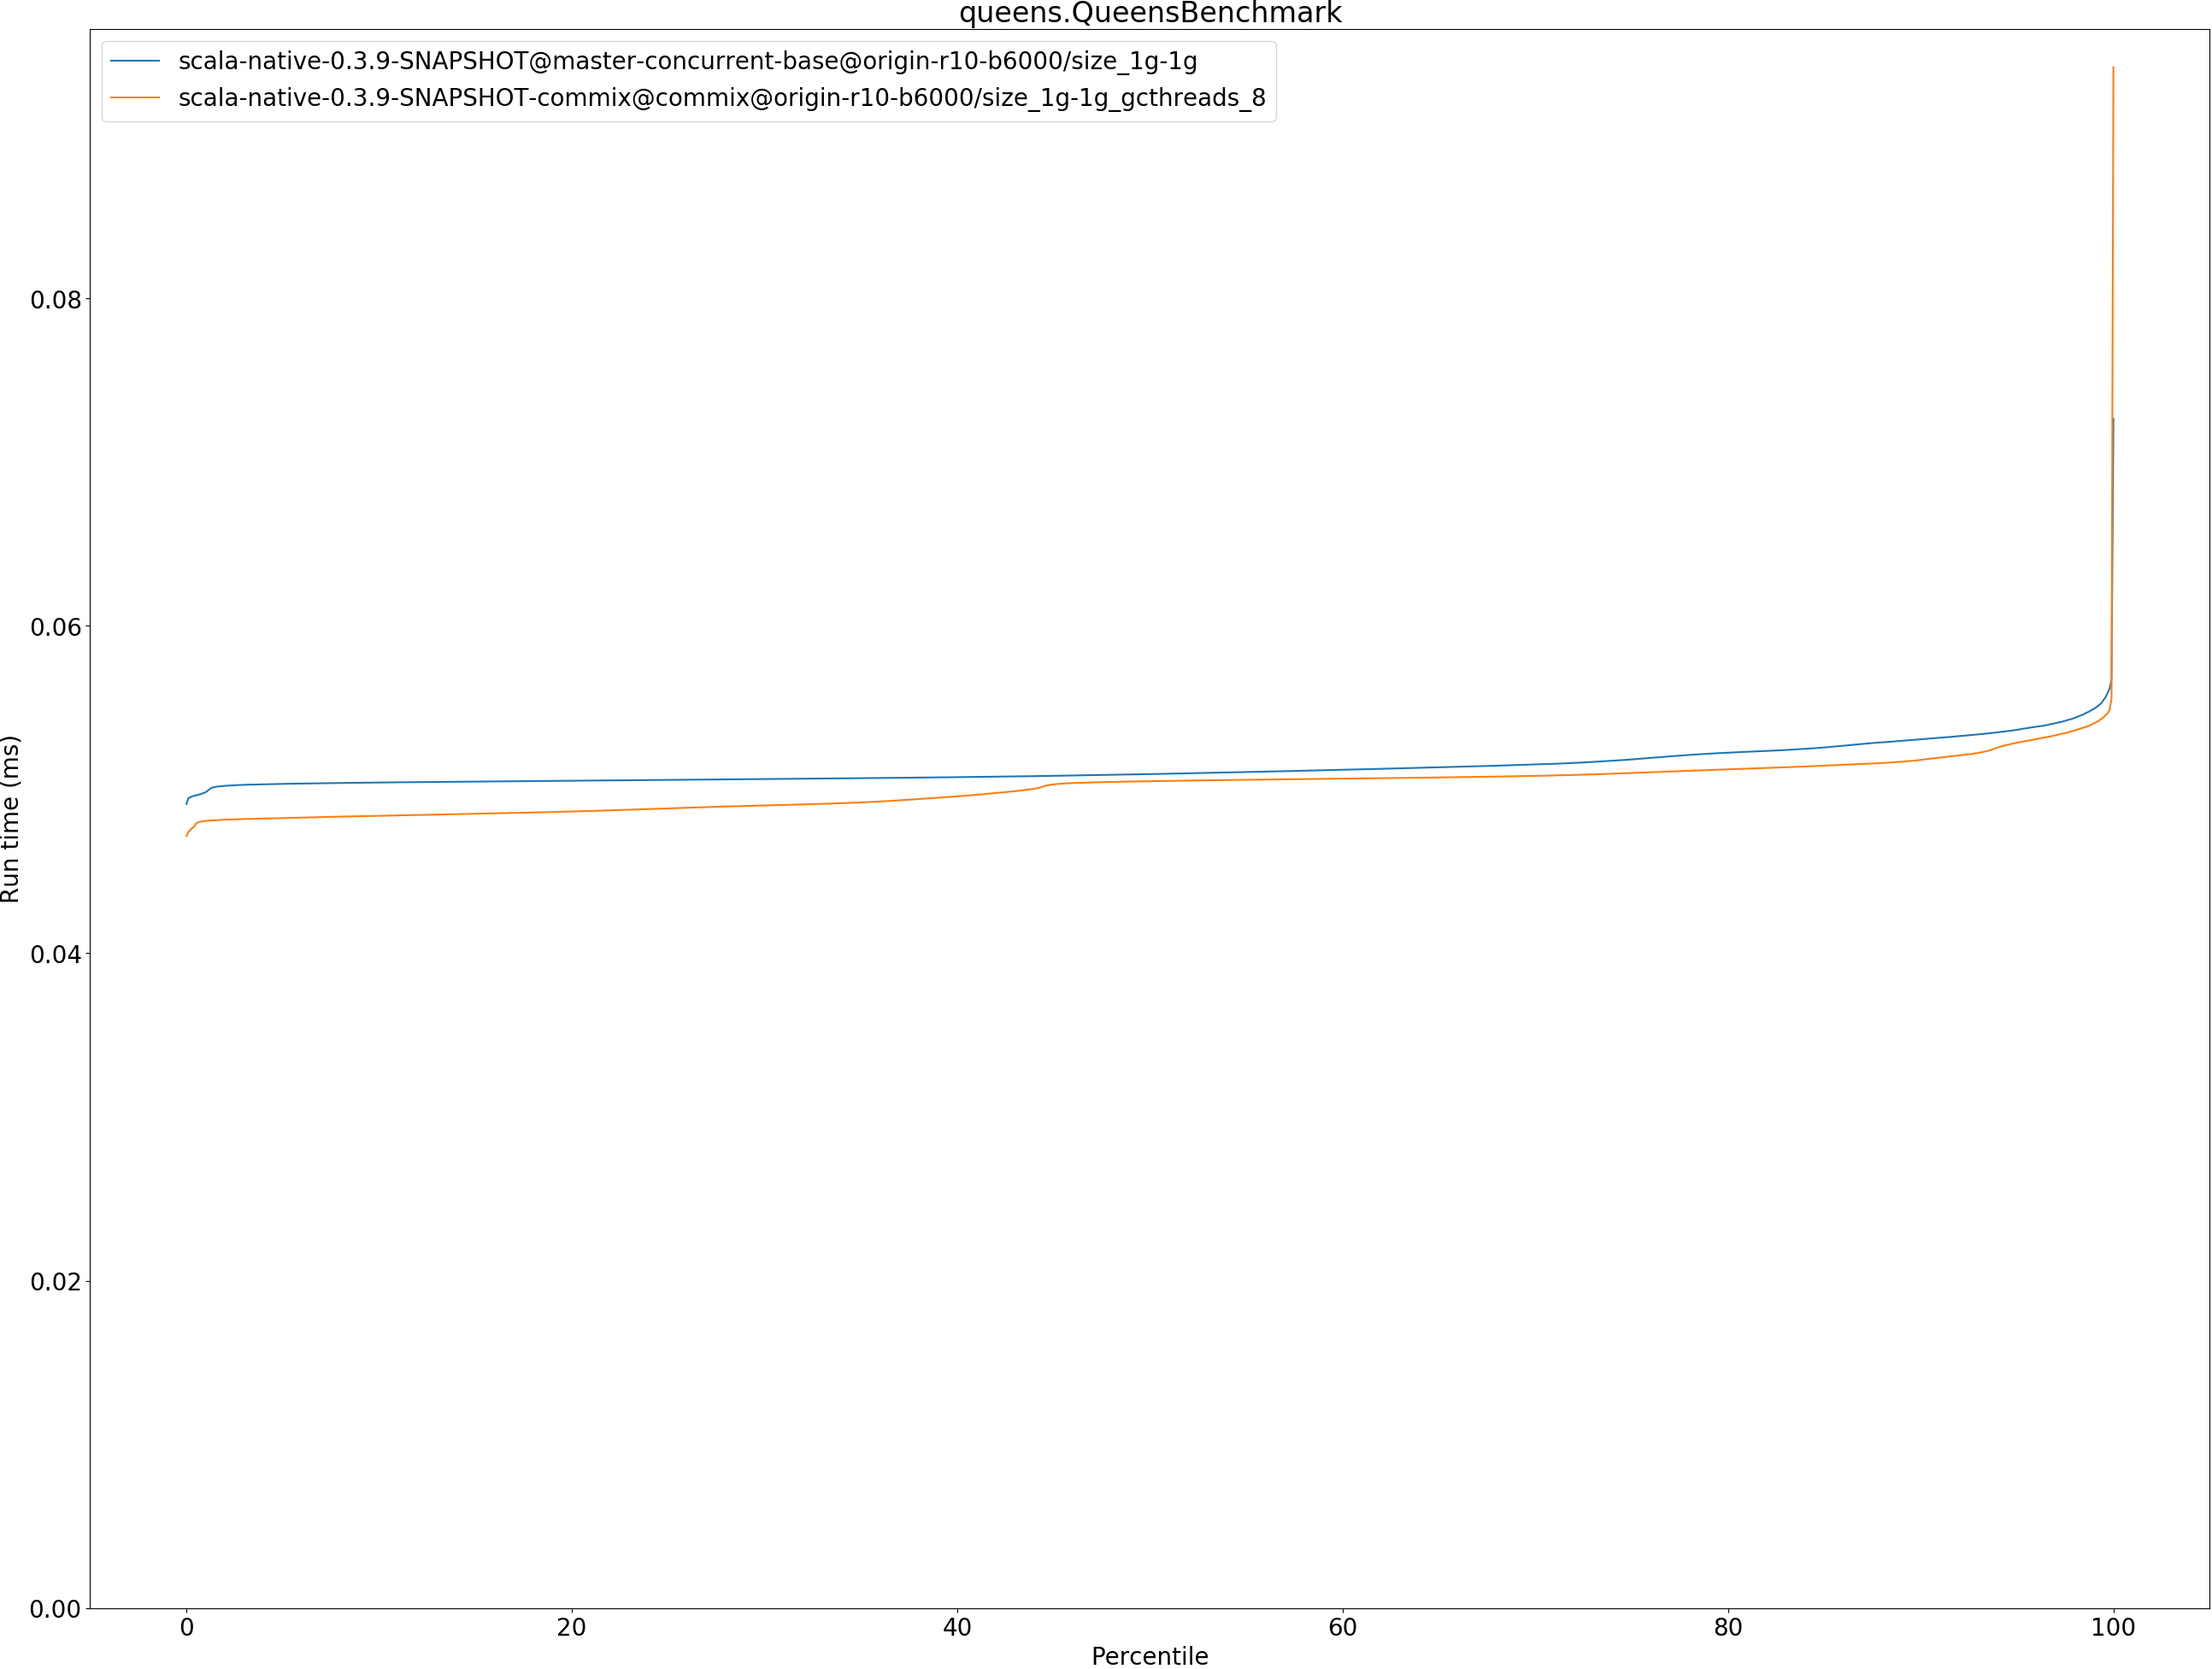 queens.QueensBenchmark
scala-native-0.3.9-SNAPSHOT@master-concurrent-base@origin-r10-b6000/size_1g-1g
scala-native-0.3.9-SNAPSHOT-commix@commix@origin-r10-b6000/size_1g-1g_gcthreads_8
Run time (ms)
0.08
0.06
0.04
0.02
0.00
0 20 40 60 80 100
Percentile